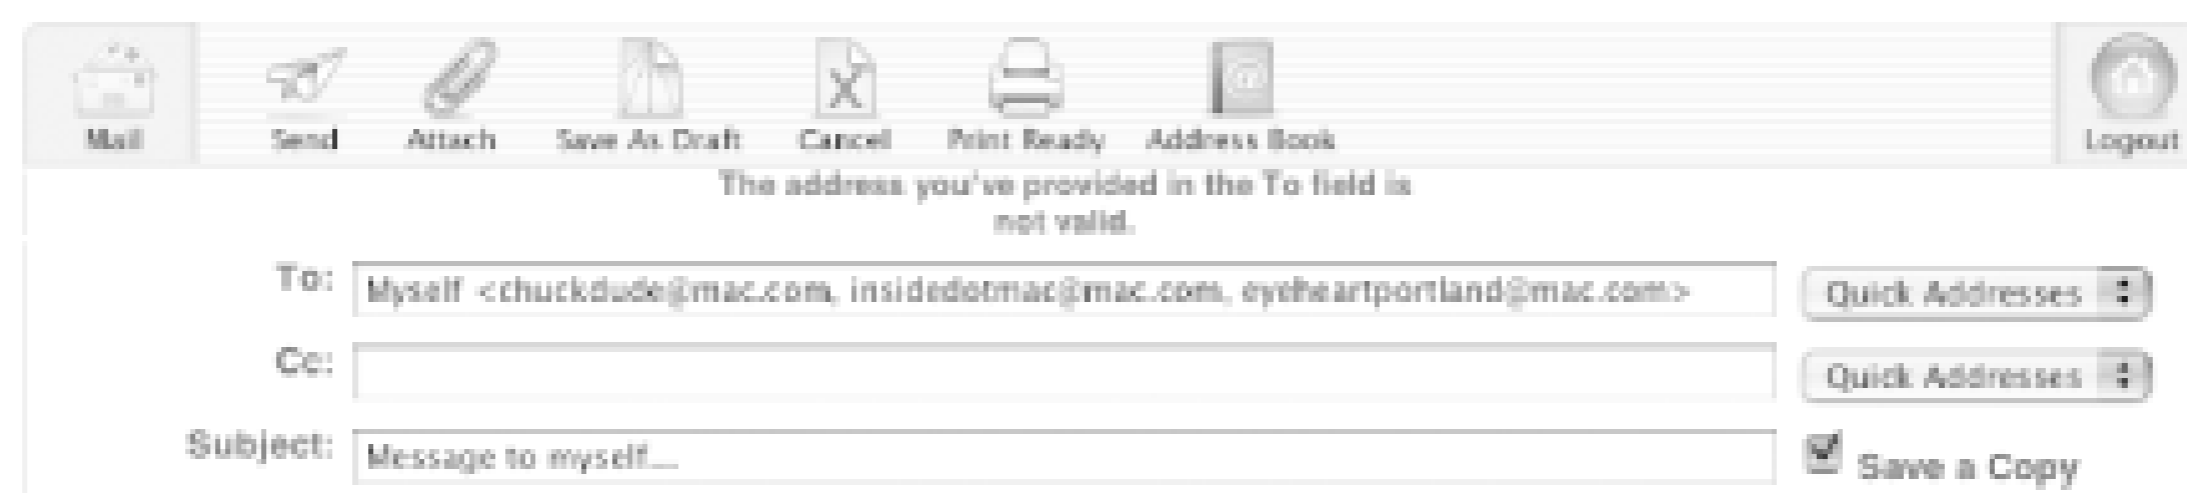 Mail Send Attach Save As Draft Cancel Print Ready Address Book Logout
The address you've provided in the To field is
not valid.
To: Myself <chuckdude@mac.com, insidedotmac@mac.com, eyeheartportland@mac.com> Quick Addresses
Cc: Quick Addresses
Subject: Message to myself... Save a Copy